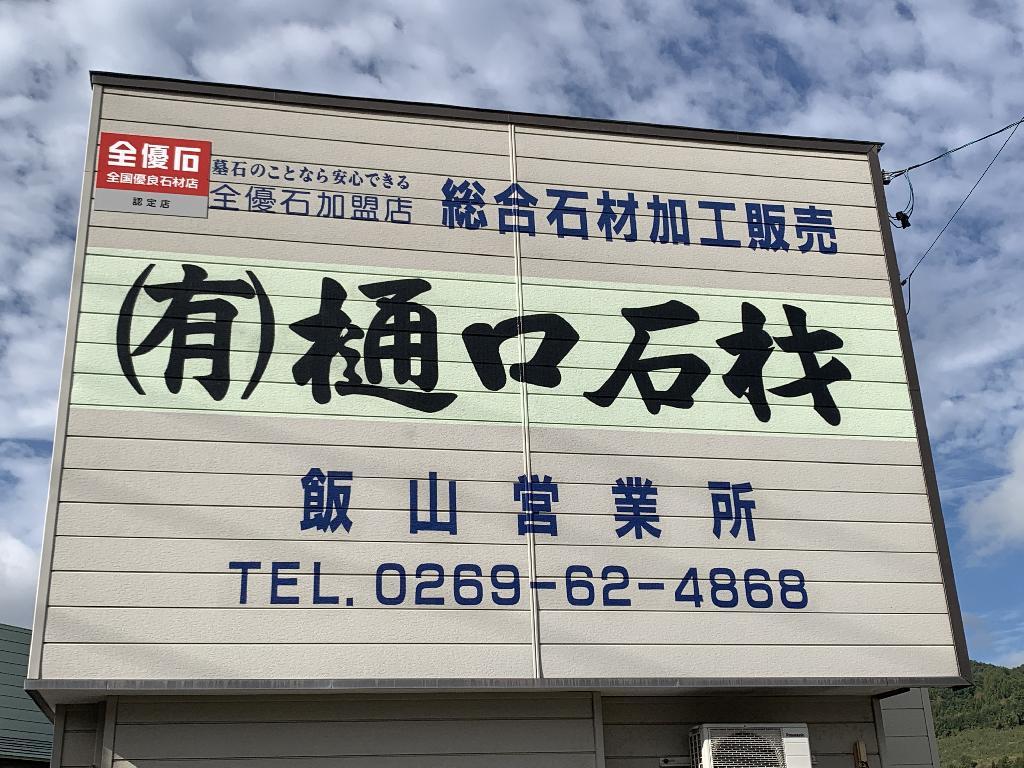 全優石
全国優良石材店
認定店
墓石のことなら安心できる
全優石加盟店
総合石材加工販売
(有)樋口石材
飯山営業所
TEL. 0269-62-4868
Panasonic